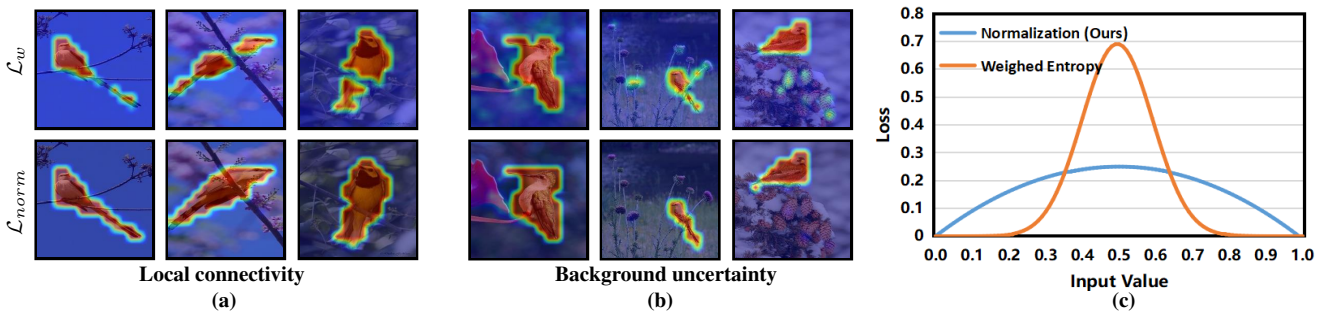 ℒw
ℒnorm
Local connectivity
(a)
Background uncertainty
(b)
0.8
0.7
0.6
0.5
0.4
0.3
0.2
0.1
0
Loss
Normalization (Ours)
Weighed Entropy
0.0 0.1 0.2 0.3 0.4 0.5 0.6 0.7 0.8 0.9 1.0
Input Value
(c)